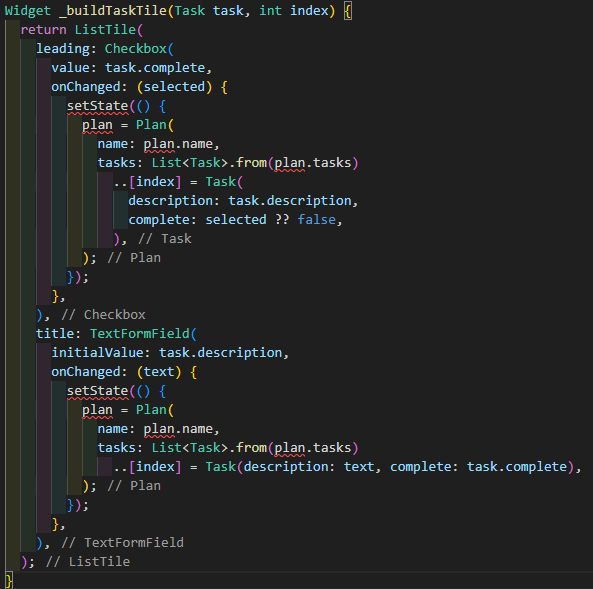 Widget _buildTaskTile(Task task, int index) {
  return ListTile(
    leading: Checkbox(
      value: task.complete,
      onChanged: (selected) {
        setState(() {
          plan = Plan(
            name: plan.name,
            tasks: List<Task>.from(plan.tasks)
              ..[index] = Task(
                description: task.description,
                complete: selected ?? false,
              ), // Task
          ); // Plan
        });
      },
    ), // Checkbox
    title: TextFormField(
      initialValue: task.description,
      onChanged: (text) {
        setState(() {
          plan = Plan(
            name: plan.name,
            tasks: List<Task>.from(plan.tasks)
              ..[index] = Task(description: text, complete: task.complete),
          ); // Plan
        });
      },
    ), // TextFormField
  ); // ListTile
}